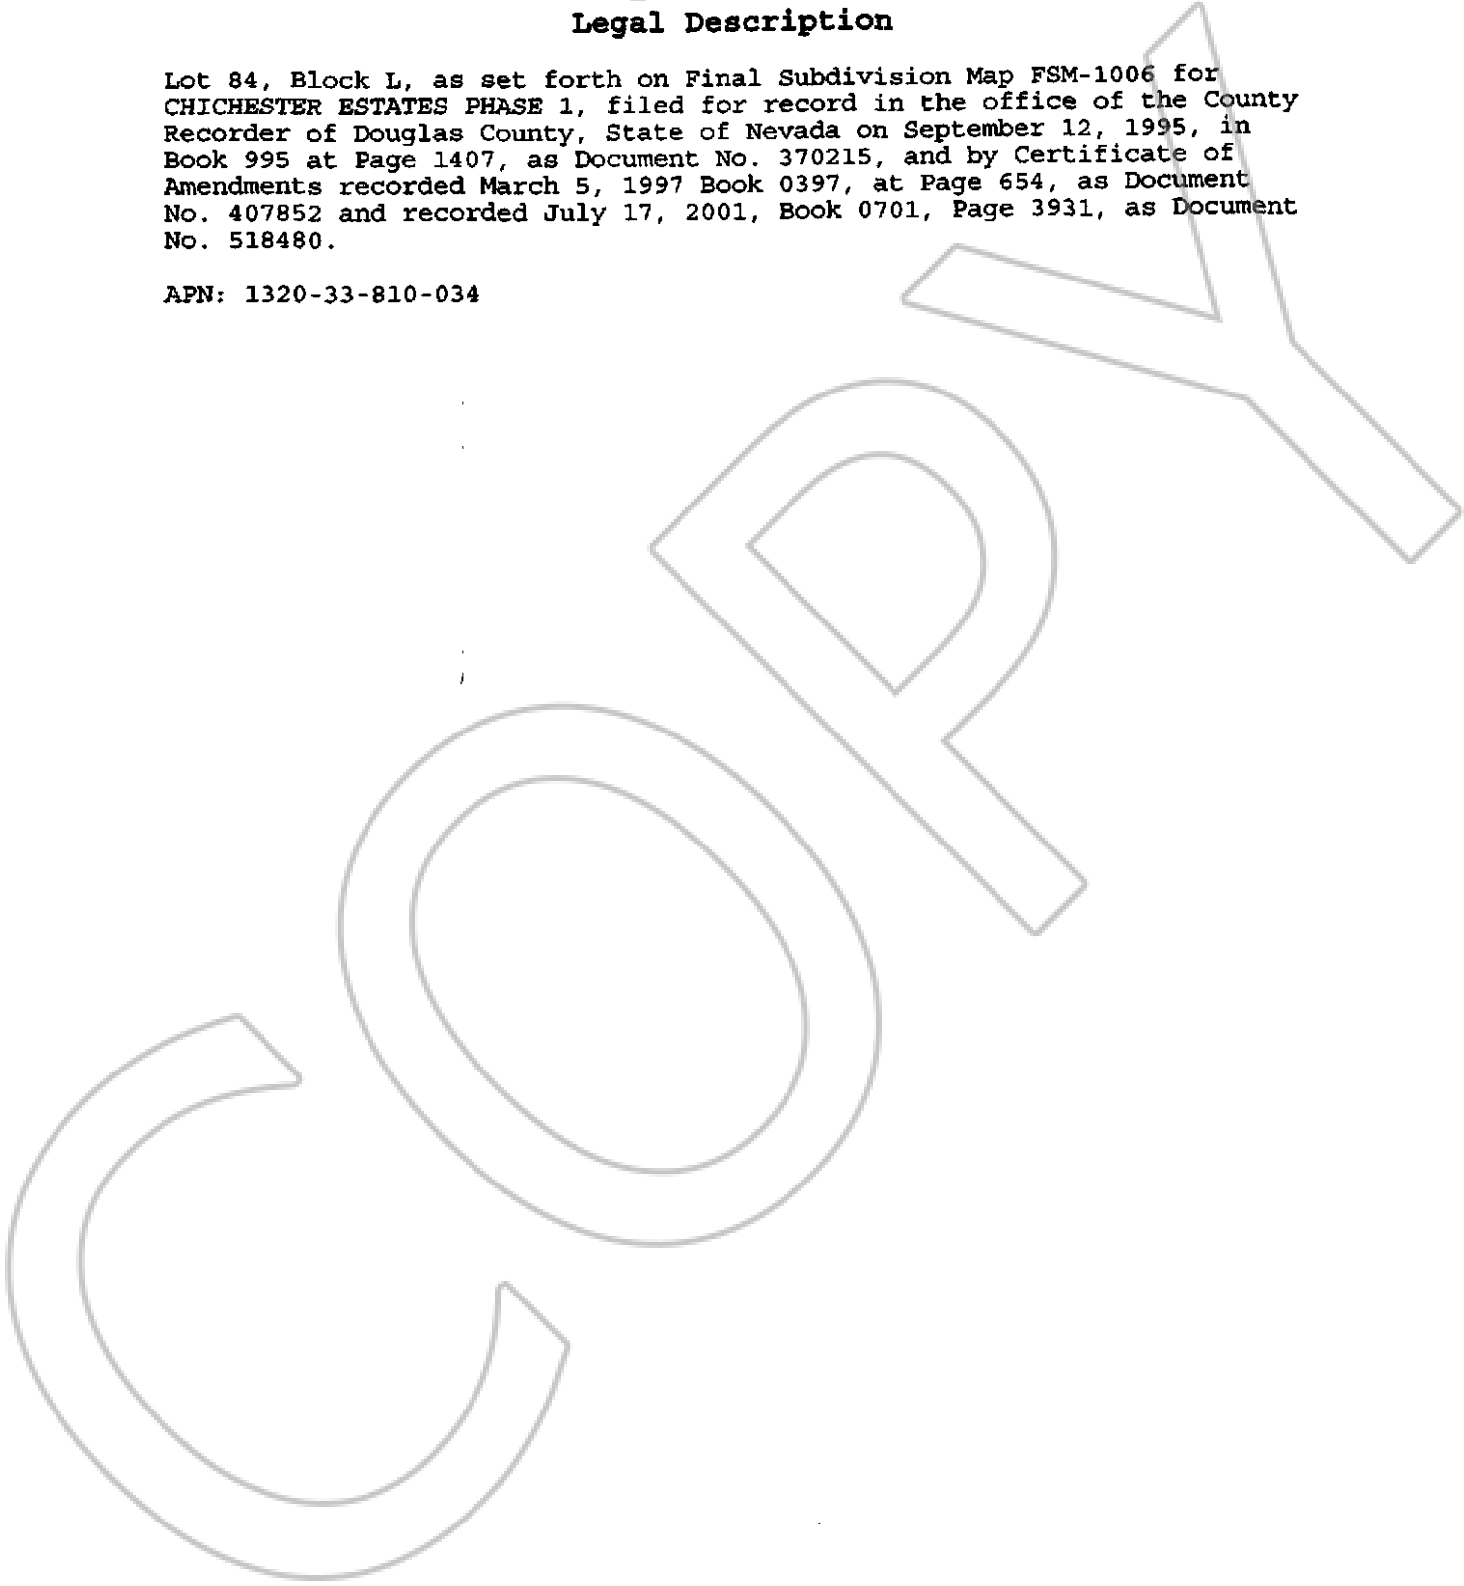 Legal Description
Lot 84, Block L, as set forth on Final Subdivision Map FSM-1006 for
CHICHESTER ESTATES PHASE 1, filed for record in the office of the County
Recorder of Douglas County, State of Nevada on September 12, 1995, in
Book 995 at Page 1407, as Document No. 370215, and by Certificate of
Amendments recorded March 5, 1997 Book 0397, at Page 654, as Document
No. 407852 and recorded July 17, 2001, Book 0701, Page 3931, as Document
No. 518480.
APN: 1320-33-810-034
COPY